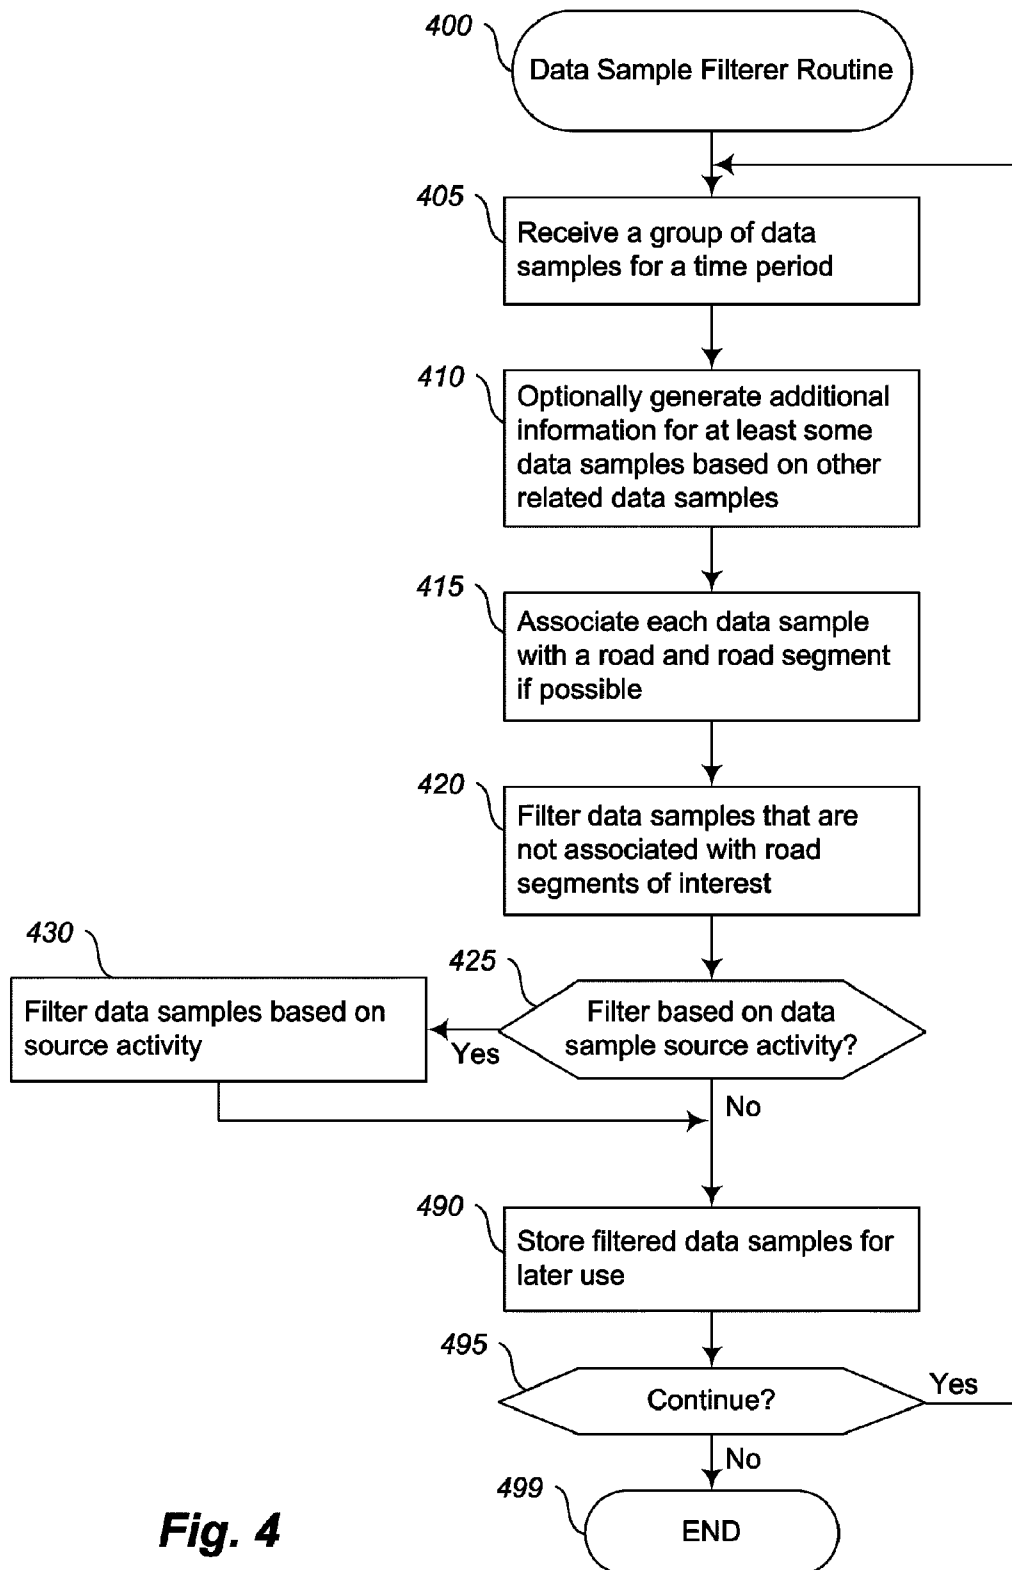 400
Data Sample Filterer Routine
405
Receive a group of data
samples for a time period
410
Optionally generate additional
information for at least some
data samples based on other
related data samples
415
Associate each data sample
with a road and road segment
if possible
420
Filter data samples that are
not associated with road
segments of interest
425
Filter based on data
sample source activity?
Yes
430
Filter data samples based on
source activity
No
490
Store filtered data samples for
later use
495
Continue?
Yes
No
499
END
Fig. 4